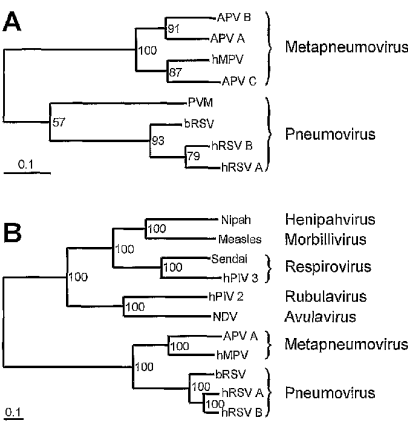 A
APV B
91
APV A
100
Metapneumovirus
hMPV
87
APV C
PVM
57
bRSV
Pneumovirus
93
hRSV B
79
hRSV A
0.1
B
Nipah Henipahvirus
100
Measles Morbillivirus
100
Sendai
100
Respirovirus
hPIV 3
100
hPIV 2 Rubulavirus
100
NDV Avulavirus
APV A
100
Metapneumovirus
hMPV
100
bRSV
100
hRSV A
Pneumovirus
100
hRSV B
0.1